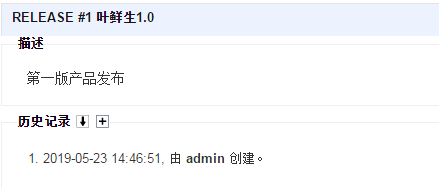 RELEASE #1 叶鲜生1.0
描述
第一版产品发布
历史记录
1. 2019-05-23 14:46:51, 由 admin 创建。